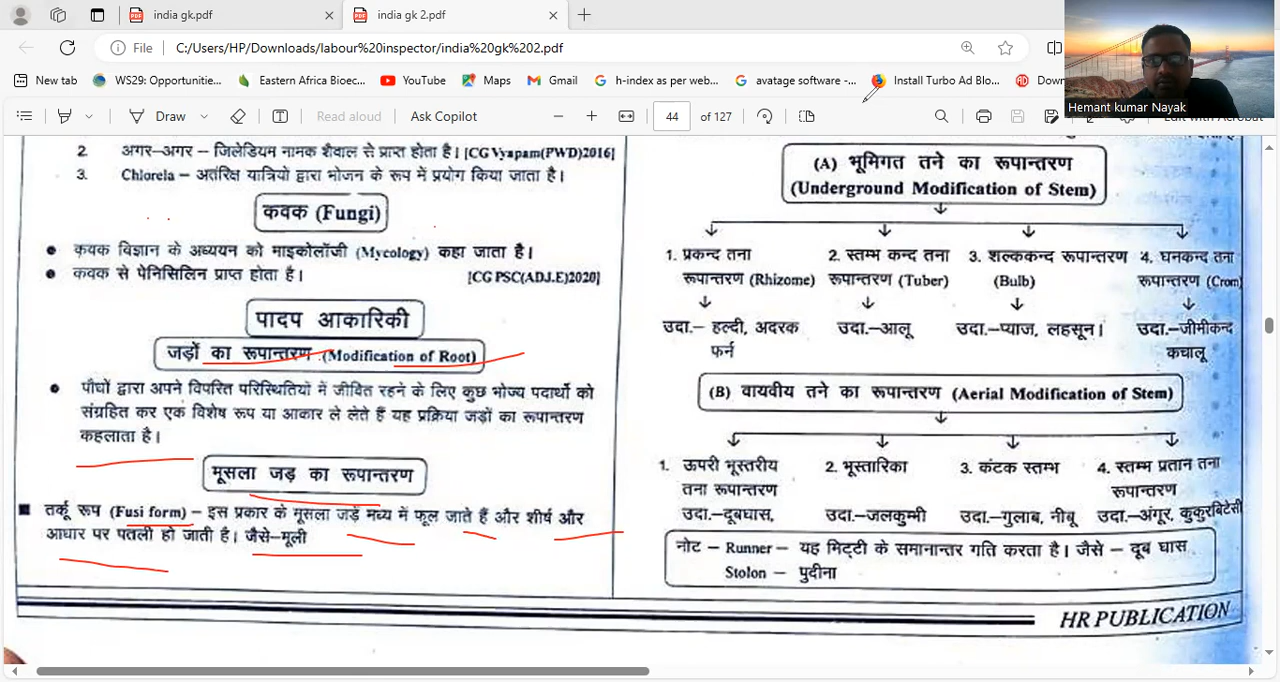 india gk.pdf
india gk 2.pdf
File
C:/Users/HP/Downloads/labour%20inspector/india%20gk%202.pdf
New tab
WS29: Opportunitie...
Eastern Africa Bioec...
YouTube
Maps
Gmail
h-index as per web...
avatage software -...
Install Turbo Ad Blo...
Hemant kumar Nayak
Draw
Read aloud
Ask Copilot
44 of 127
2. अगर–अगर – जिलेडियम नामक शैवाल से प्राप्त होता है। [CG Vyapam(PWD)2016]
3. Chlorela – अतंरिक्ष यात्रियों द्वारा भोजन के रूप में प्रयोग किया जाता है।
कवक (Fungi)
• क़वक विज्ञान के अध्ययन को माइकोलॉजी (Mycology) कहा जाता है।
• कवक से पेनिसिलिन प्राप्त होता है। [CG PSC(ADJ.E)2020]
पादप आकारिकी
जड़ों का रूपान्तरण (Modification of Root)
• पौधों द्वारा अपने विपरित परिस्थितियों में जीवित रहने के लिए कुछ भोज्य पदार्थो को
संग्रहित कर एक विशेष रूप या आकार ले लेते हैं यह प्रक्रिया जड़ों का रूपान्तरण
कहलाता है।
मूसला जड़ का रूपान्तरण
■ तर्कू रूप (Fusi form) – इस प्रकार के मूसला जड़ें मध्य में फूल जाते हैं और शीर्ष और
आधार पर पतली हो जाती है। जैसे–मूली
(A) भूमिगत तने का रूपान्तरण
(Underground Modification of Stem)
1. प्रकन्द तना 2. स्तम्भ कन्द तना 3. शल्ककन्द रूपान्तरण 4. घनकन्द तना
रूपान्तरण (Rhizome) रूपान्तरण (Tuber) (Bulb) रूपान्तरण (Crom)
उदा.– हल्दी, अदरक उदा.–आलू उदा.–प्याज, लहसून। उदा.–जीमीकन्द
फर्न कचालू
(B) वायवीय तने का रूपान्तरण (Aerial Modification of Stem)
1. ऊपरी भूस्तरीय 2. भूस्तारिका 3. कंटक स्तम्भ 4. स्तम्भ प्रतान तना
तना रूपान्तरण रूपान्तरण
उदा.–दूबघास, उदा.–जलकुम्मी उदा.–गुलाब, नीबू उदा.–अंगूर, कुकुरबिटेसी
नोट – Runner – यह मिट्टी के समानान्तर गति करता है। जैसे – दूब घास
Stolon – पुदीना
HR PUBLICATION